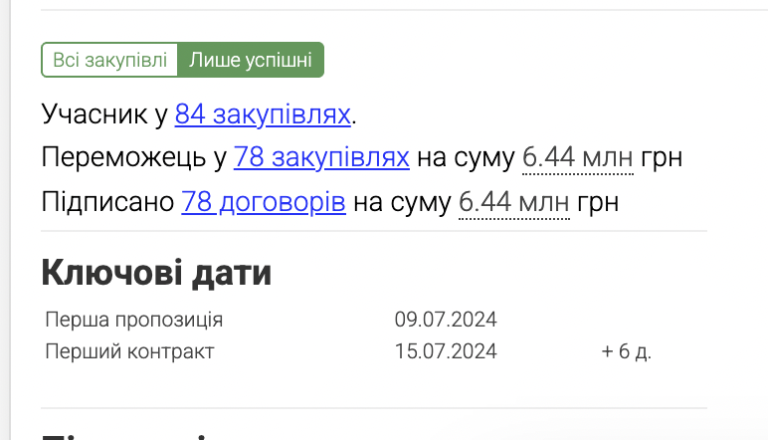 Всі закупівлі Лише успішні
Учасник у 84 закупівлях.
Переможець у 78 закупівлях на суму 6.44 млн грн
Підписано 78 договорів на суму 6.44 млн грн
Ключові дати
Перша пропозиція 09.07.2024
Перший контракт 15.07.2024 + 6 д.